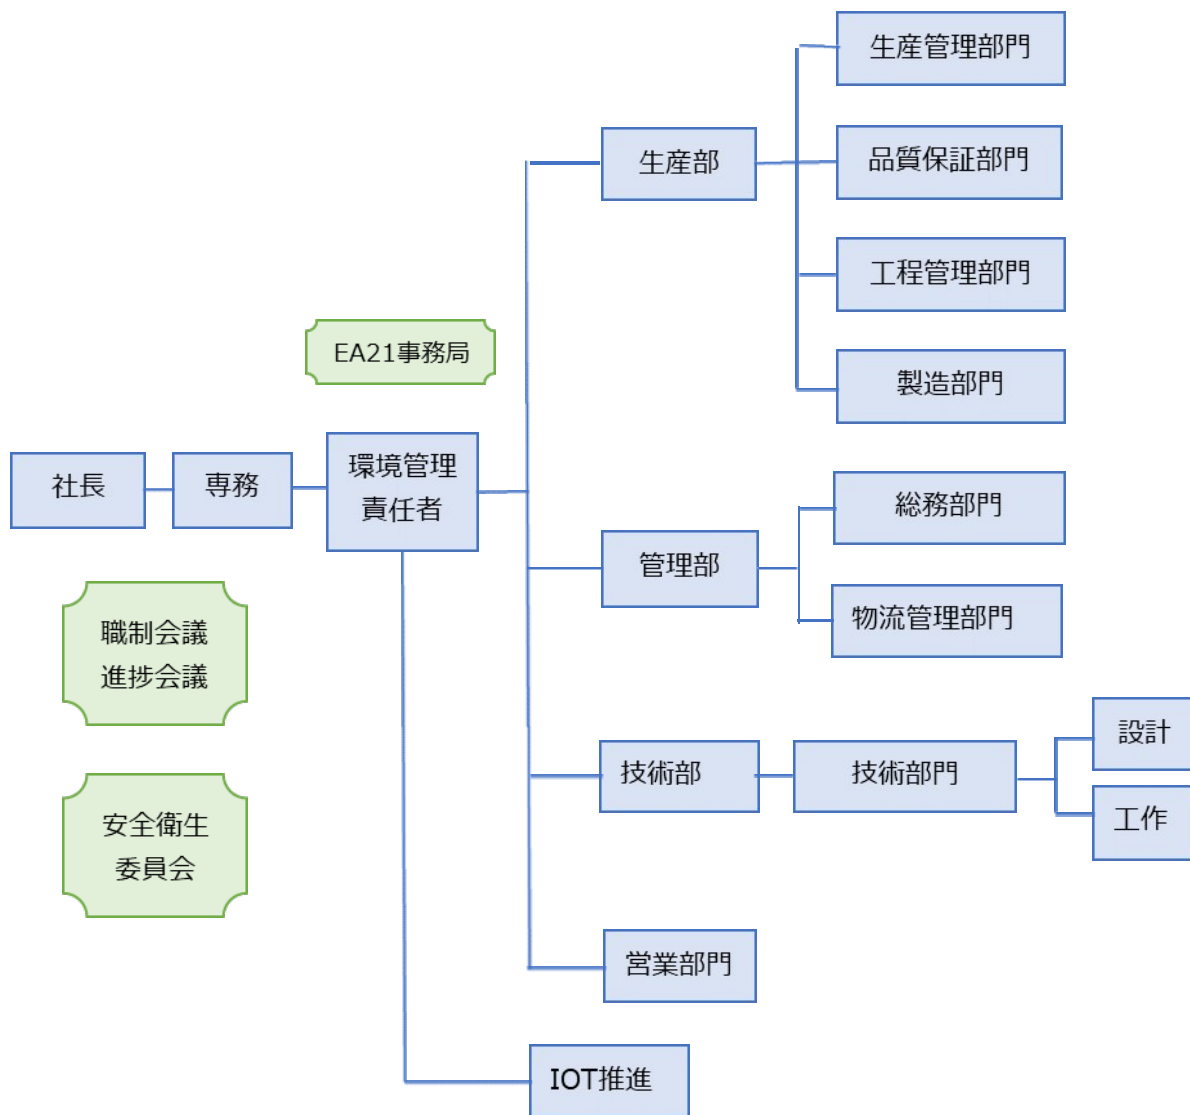 生産管理部門
生産部
品質保証部門
工程管理部門
EA21事務局
製造部門
社長
専務
環境管理
責任者
総務部門
管理部
物流管理部門
職制会議
進捗会議
設計
技術部
技術部門
工作
安全衛生
委員会
営業部門
IOT推進